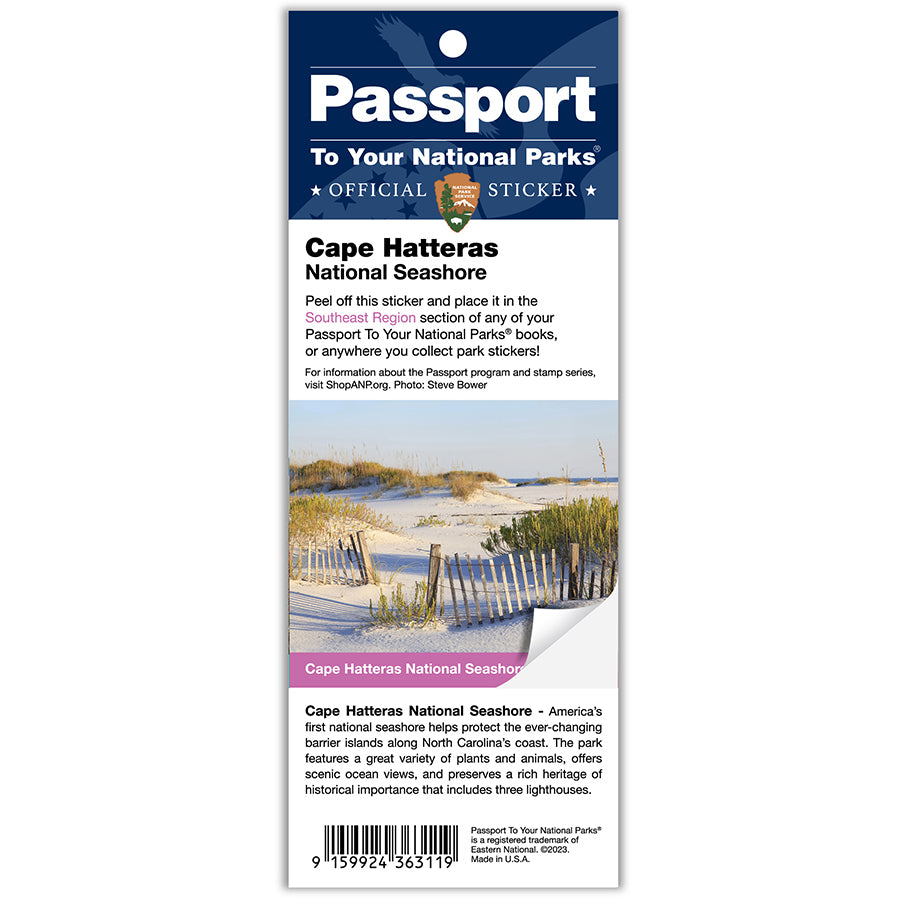 Passport
To Your National Parks®
★ OFFICIAL STICKER ★
NATIONAL
PARK
SERVICE
Cape Hatteras
National Seashore
Peel off this sticker and place it in the
Southeast Region section of any of your
Passport To Your National Parks® books,
or anywhere you collect park stickers!
For information about the Passport program and stamp series,
visit ShopANP.org. Photo: Steve Bower
Cape Hatteras National Seashor
Cape Hatteras National Seashore - America's
first national seashore helps protect the ever-changing
barrier islands along North Carolina's coast. The park
features a great variety of plants and animals, offers
scenic ocean views, and preserves a rich heritage of
historical importance that includes three lighthouses.
9 159924 363119
Passport To Your National Parks®
is a registered trademark of
Eastern National. ©2023.
Made in U.S.A.